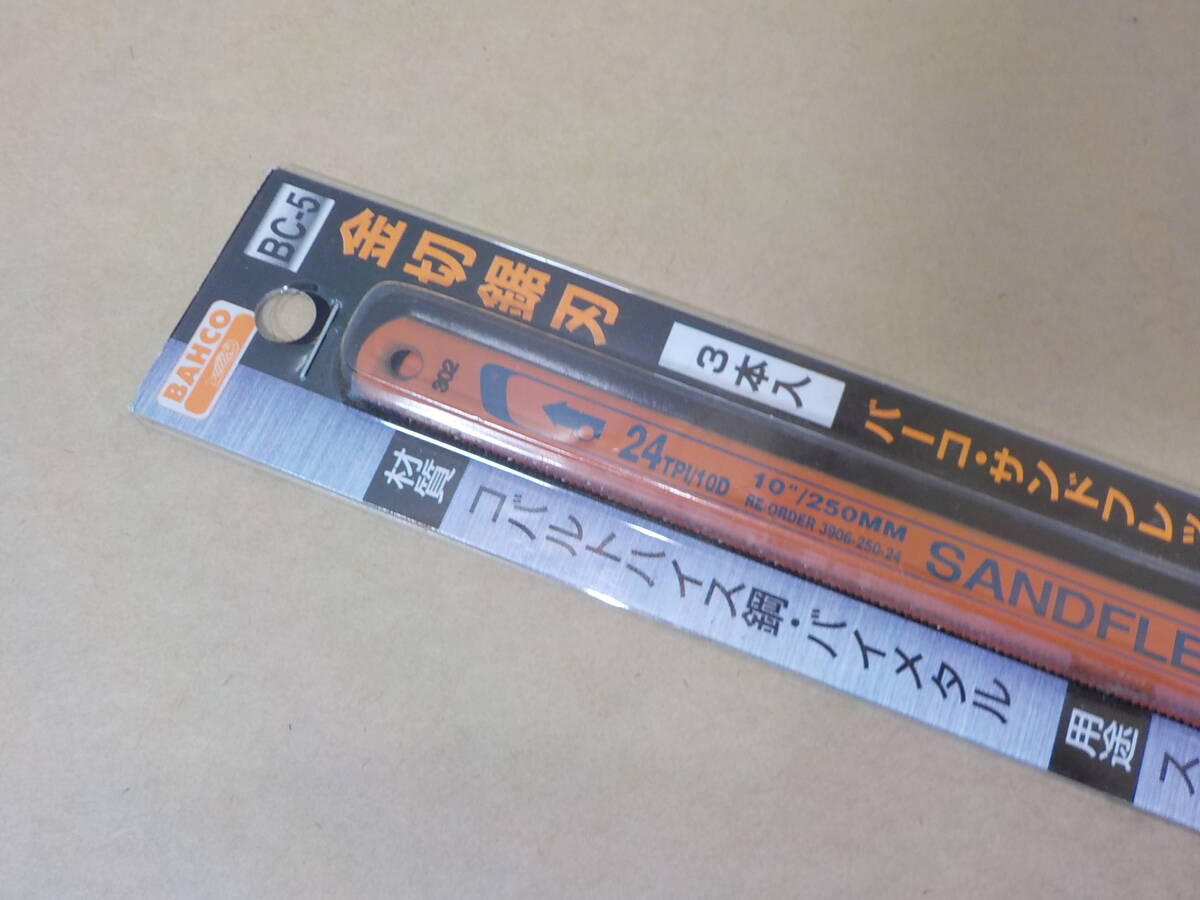 BC-5
BAHCO
金切鋸刃
3本入
バーコ・サンドフレッ
302
24TPI/10D
10"/250MM
RE-ORDER 3906-250-24
SANDFLE
材質
コバルトハイス鋼・バイメタル
用途
ス